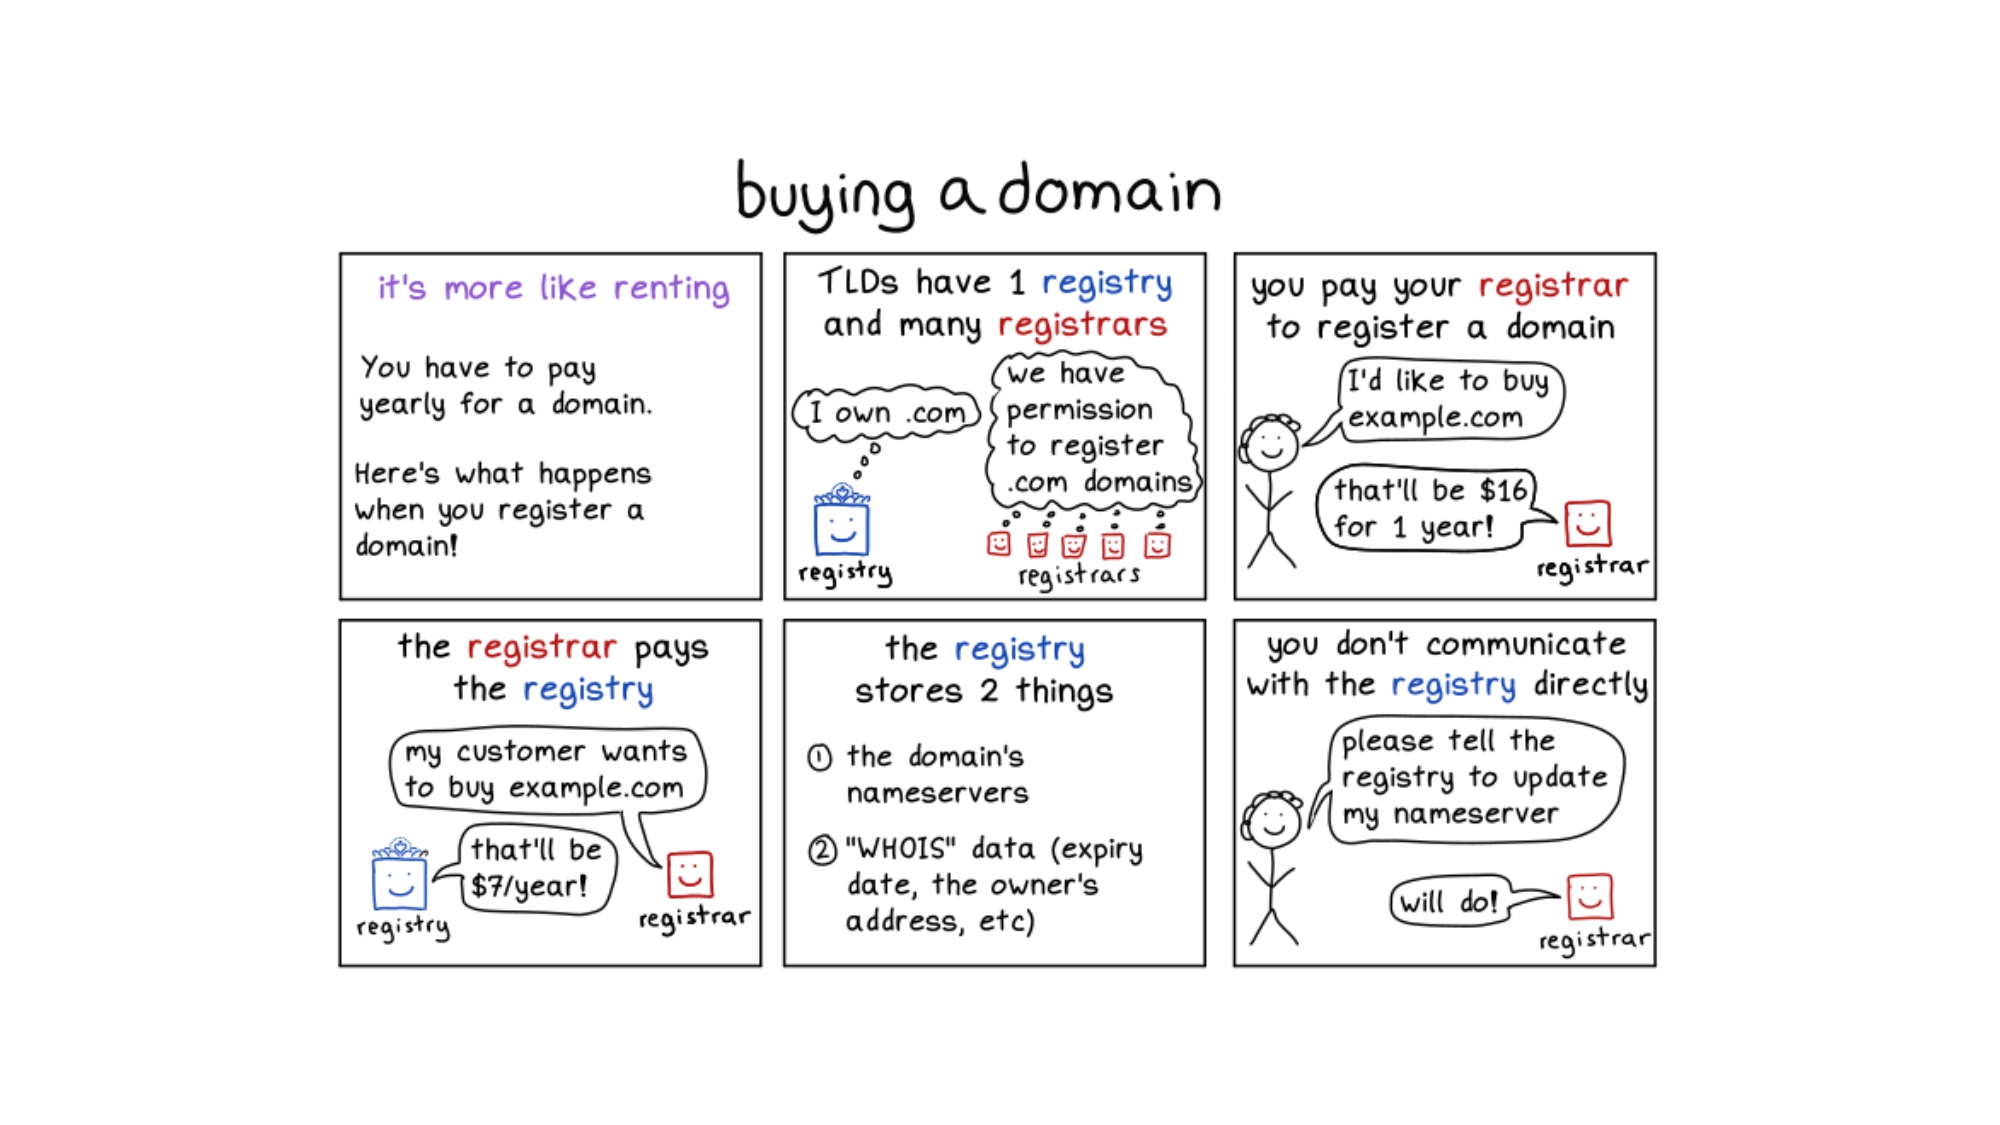 buying a domain
it's more like renting
You have to pay
yearly for a domain.
Here's what happens
when you register a
domain!
TLDs have 1 registry
and many registrars
I own .com
we have
permission
to register
.com domains
registry
registrars
you pay your registrar
to register a domain
I'd like to buy
example.com
that'll be $16
for 1 year!
registrar
the registrar pays
the registry
my customer wants
to buy example.com
that'll be
$7/year!
registry
registrar
the registry
stores 2 things
① the domain's
nameservers
② "WHOIS" data (expiry
date, the owner's
address, etc)
you don't communicate
with the registry directly
please tell the
registry to update
my nameserver
will do!
registrar